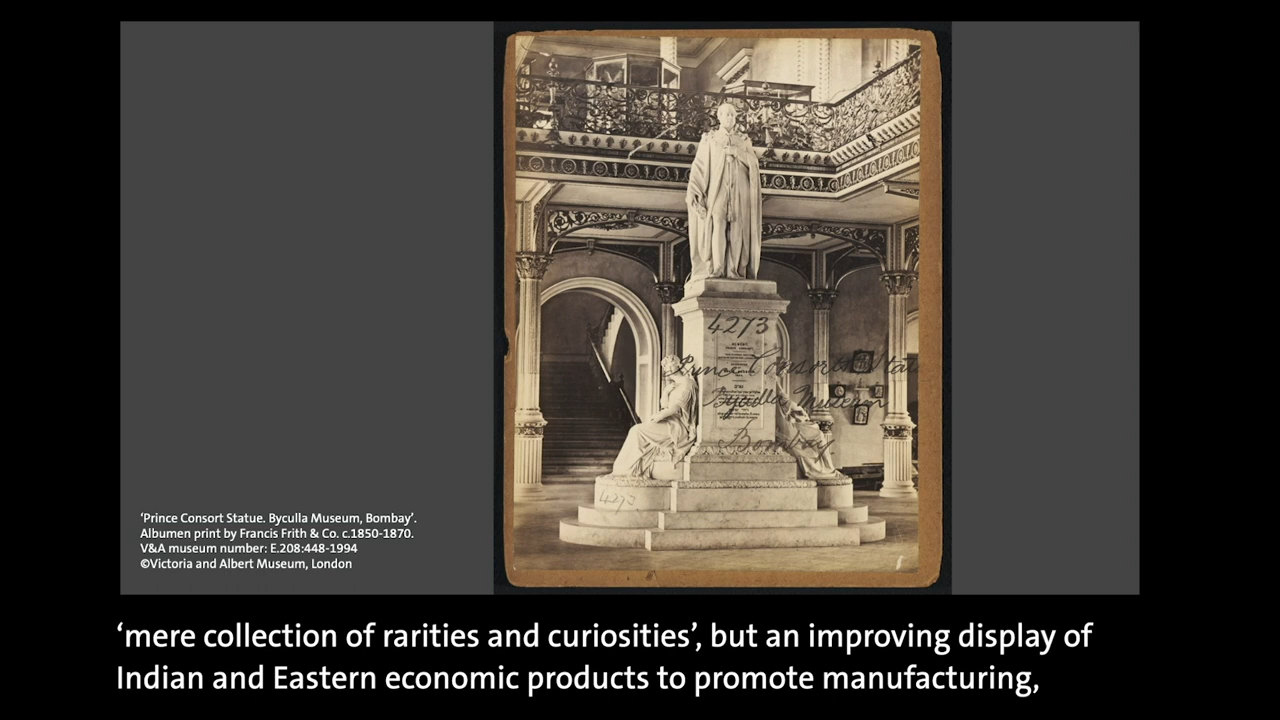 4273
Prince Consort Stat
Byculla Museum
Bombay
4273
‘Prince Consort Statue. Byculla Museum, Bombay’.
Albumen print by Francis Frith & Co. c.1850-1870.
V&A museum number: E.208:448-1994
©Victoria and Albert Museum, London
‘mere collection of rarities and curiosities’, but an improving display of
Indian and Eastern economic products to promote manufacturing,